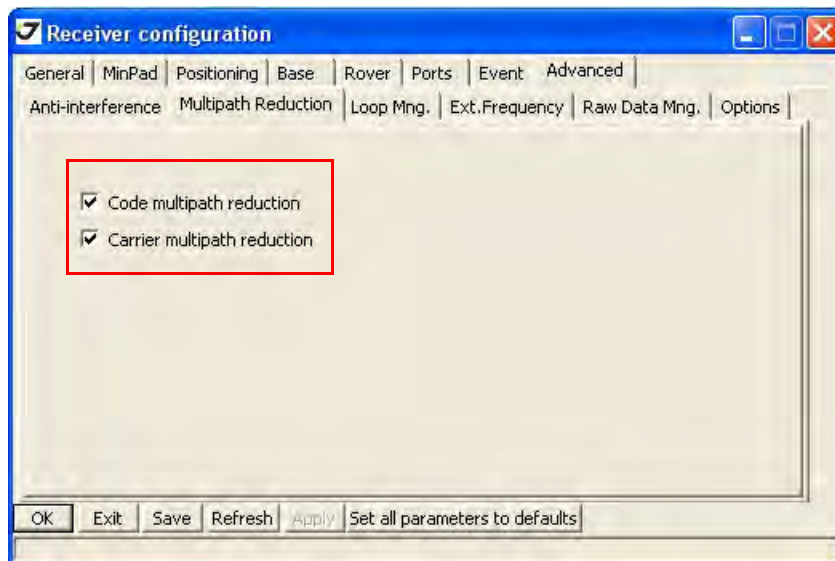 Receiver configuration
General MinPad Positioning Base Rover Ports Event Advanced
Anti-interference Multipath Reduction Loop Mng. Ext.Frequency Raw Data Mng. Options
Code multipath reduction
Carrier multipath reduction
OK Exit Save Refresh Apply Set all parameters to defaults